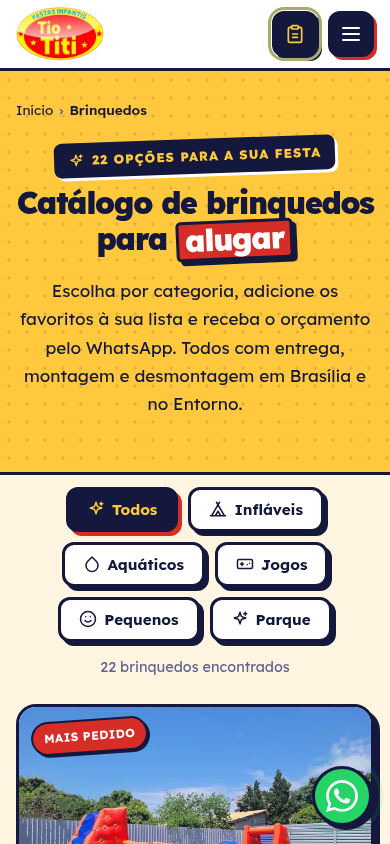 FESTAS INFANTIS
Tio
Titi
Início › Brinquedos
22 OPÇÕES PARA A SUA FESTA
Catálogo de brinquedos
para alugar
Escolha por categoria, adicione os
favoritos à sua lista e receba o orçamento
pelo WhatsApp. Todos com entrega,
montagem e desmontagem em Brasília e
no Entorno.
Todos
Infláveis
Aquáticos
Jogos
Pequenos
Parque
22 brinquedos encontrados
MAIS PEDIDO